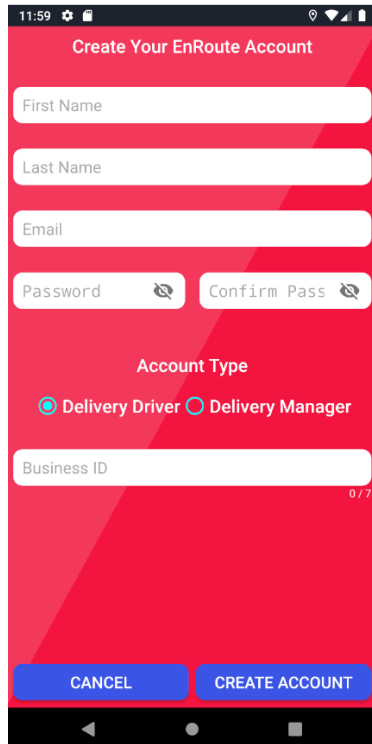 11:59
Create Your EnRoute Account
First Name
Last Name
Email
Password Confirm Pass
Account Type
Delivery Driver Delivery Manager
Business ID
0 / 7
CANCEL CREATE ACCOUNT